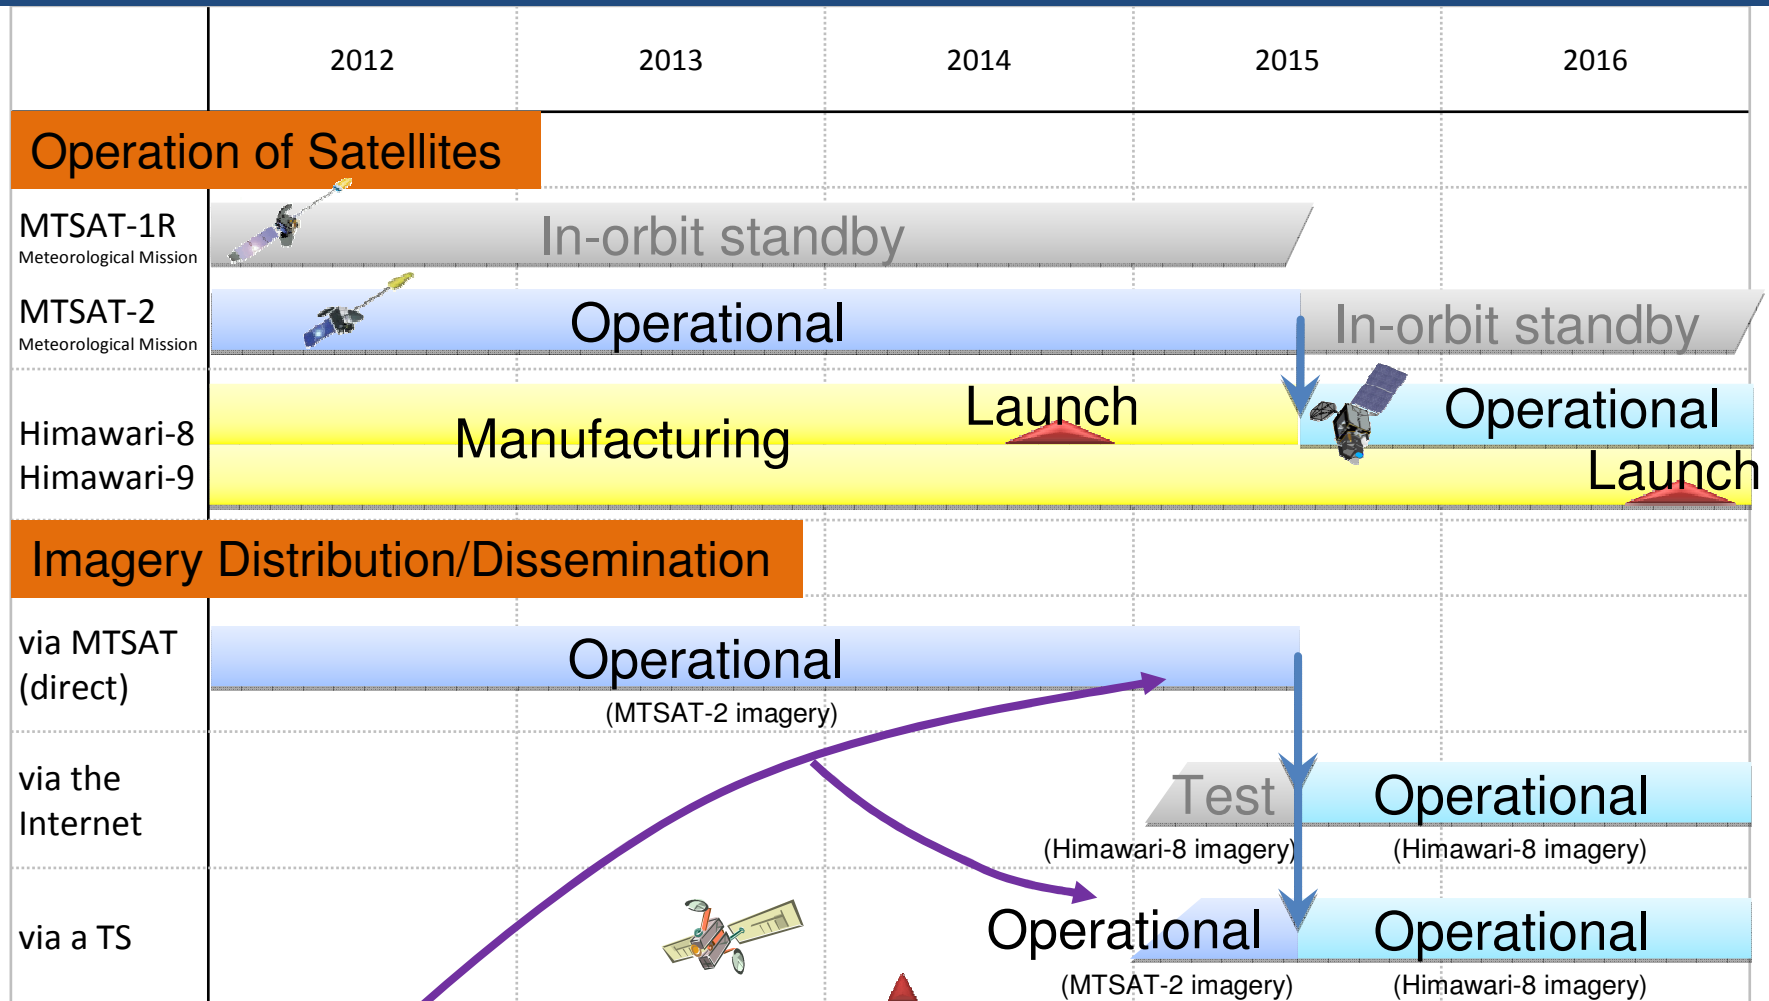 2012 2013 2014 2015 2016
Operation of Satellites
MTSAT-1R
Meteorological Mission
In-orbit standby
MTSAT-2
Meteorological Mission
Operational
In-orbit standby
Himawari-8
Himawari-9
Manufacturing
Launch
Operational
Launch
Imagery Distribution/Dissemination
via MTSAT
(direct)
Operational
(MTSAT-2 imagery)
via the
Internet
Test
Operational
(Himawari-8 imagery)
(Himawari-8 imagery)
via a TS
Operational
Operational
(MTSAT-2 imagery)
(Himawari-8 imagery)